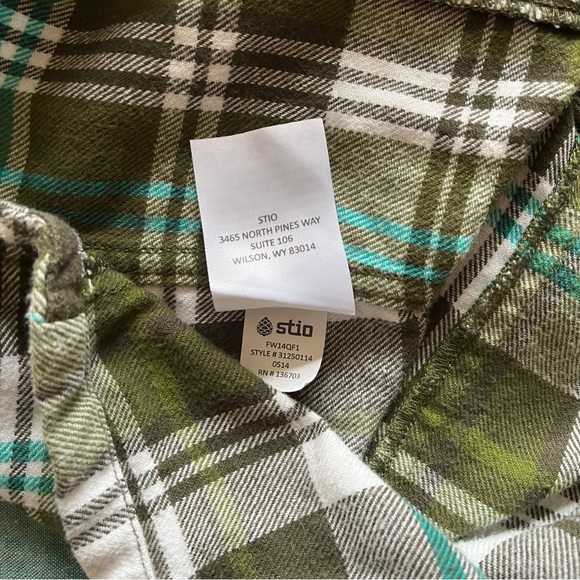 STIO
3465 NORTH PINES WAY
SUITE 106
WILSON, WY 83014
stio
FW14QF1
STYLE # 31250114
0514
RN # 136703